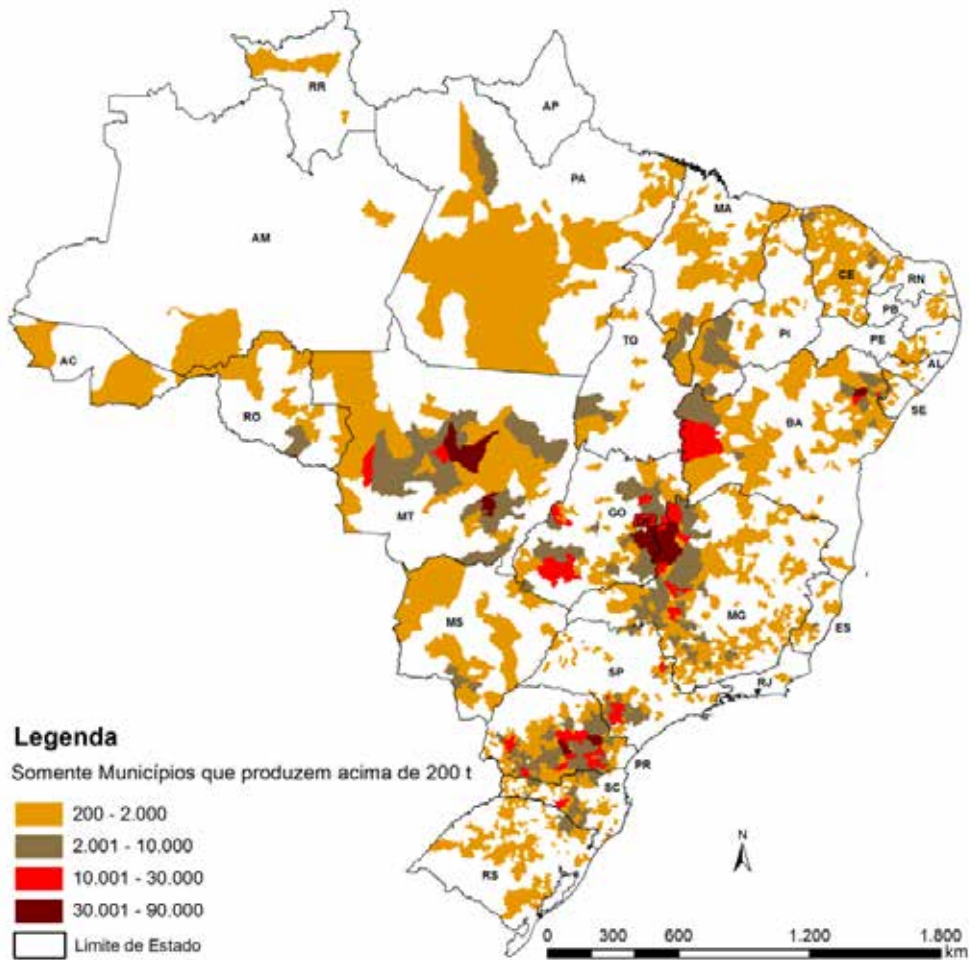 RR
AP
AM
PA
MA
CE
RN
PB
PE
AL
SE
PI
TO
AC
RO
BA
MT
GO
MG
ES
MS
SP
RJ
PR
SC
RS
Legenda
Somente Municípios que produzem acima de 200 t
200 - 2.000
2.001 - 10.000
10.001 - 30.000
30.001 - 90.000
Limite de Estado
N
0 300 600 1.200 1.800
km